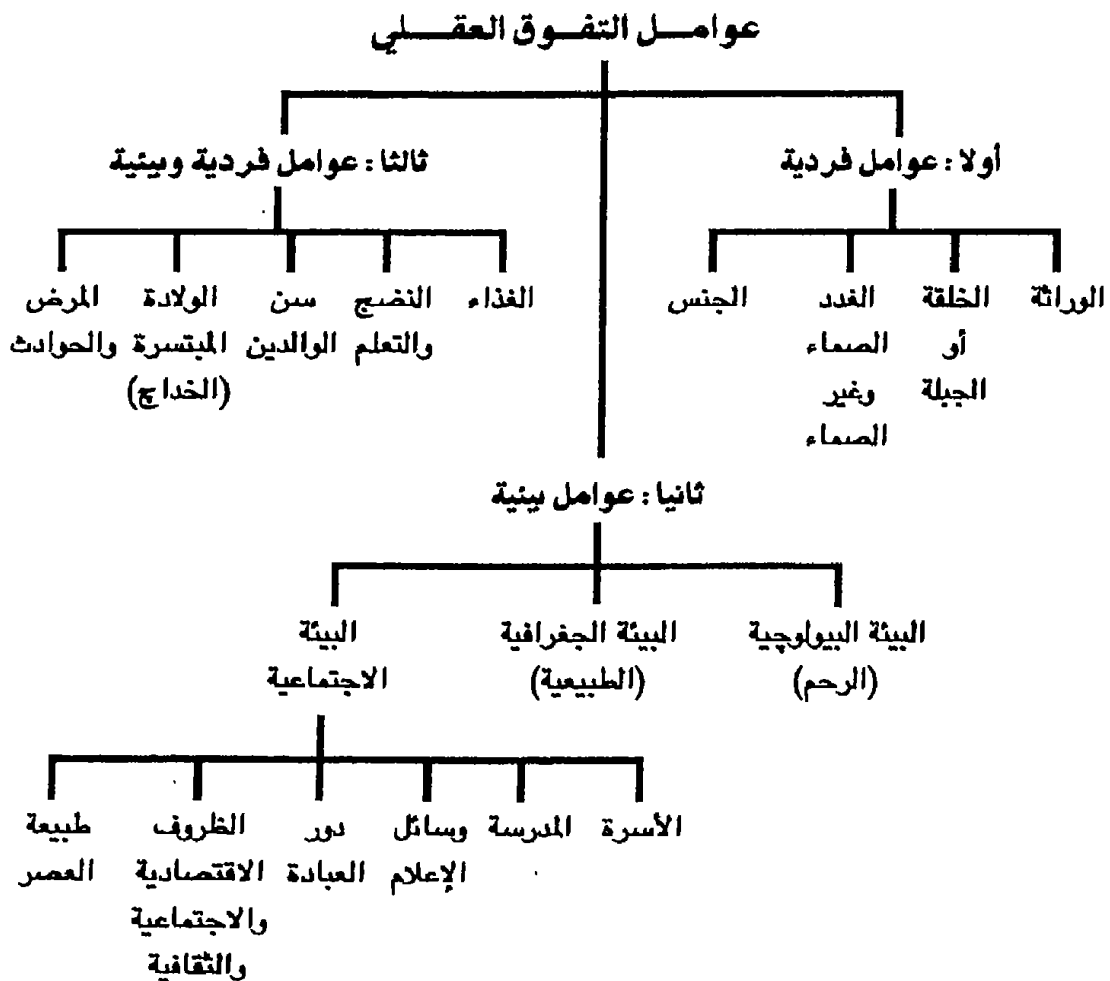 عوامل التفوق العقلي
أولا : عوامل فردية
الوراثة
الخلقة
أو
الجبلة
الغدد
الصماء
وغير
الصماء
الجنس
ثانيا : عوامل بيئية
البيئة البيولوچية
(الرحم)
البيئة الجغرافية
(الطبيعية)
البيئة
الاجتماعية
الأسرة
المدرسة
وسائل
الإعلام
دور
العبادة
الظروف
الاقتصادية
والاجتماعية
والثقافية
طبيعة
العصر
ثالثا : عوامل فردية وبيئية
الغذاء
النضج
والتعلم
سن
الوالدين
الولادة
المبتسرة
(الخداج)
المرض
والحوادث